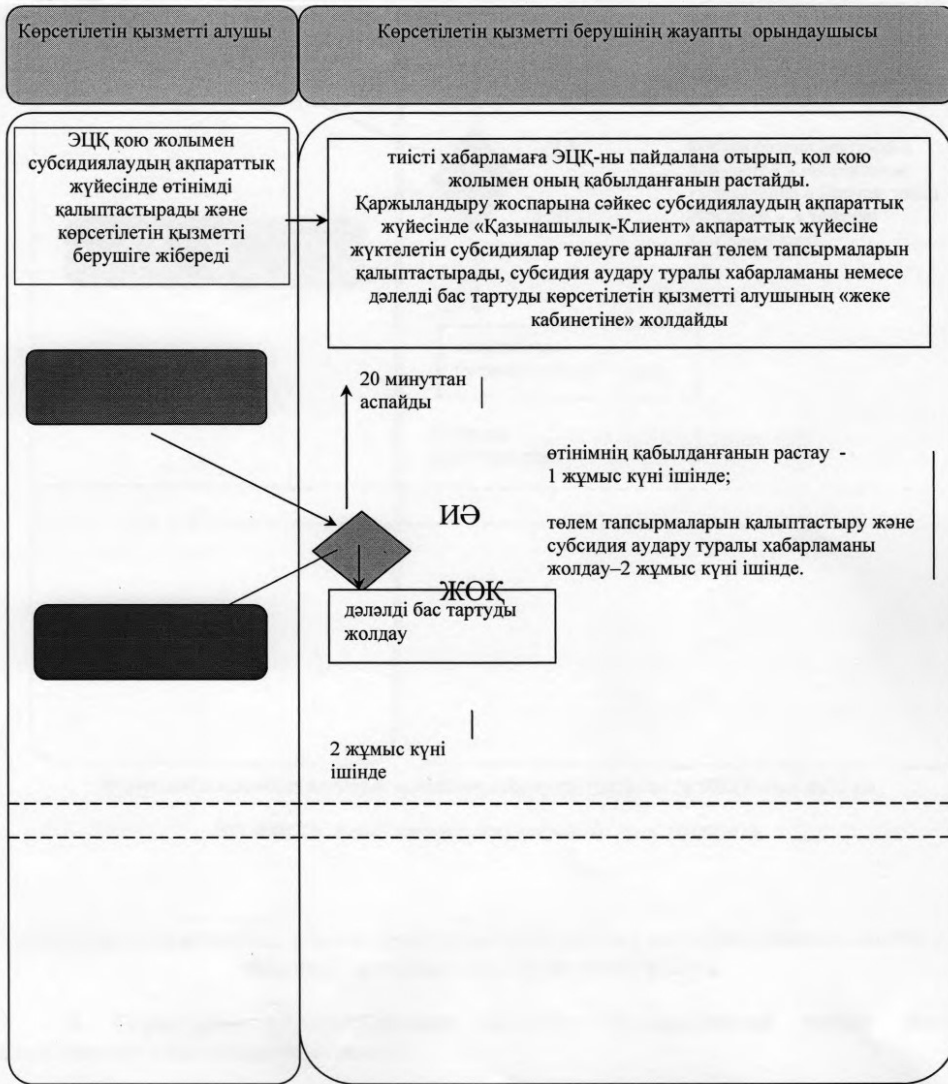 Көрсетілетін қызметті алушы
Көрсетілетін қызметті берушінің жауапты орындаушысы
ЭЦҚ қою жолымен
субсидиялаудың ақпараттық
жүйесінде өтінімді
қалыптастырады және
көрсетілетін қызметті
берушіге жібереді
тиісті хабарламаға ЭЦҚ-ны пайдалана отырып, қол қою
жолымен оның қабылданғанын растайды.
Қаржыландыру жоспарына сәйкес субсидиялаудың ақпараттық
жүйесінде «Қазынашылық-Клиент» ақпараттық жүйесіне
жүктелетін субсидиялар төлеуге арналған төлем тапсырмаларын
қалыптастырады, субсидия аудару туралы хабарламаны немесе
дәлелді бас тартуды көрсетілетін қызметті алушының «жеке
кабинетіне» жолдайды
20 минуттан
аспайды
өтінімнің қабылданғанын растау -
1 жұмыс күні ішінде;
төлем тапсырмаларын қалыптастыру және
субсидия аудару туралы хабарламаны
жолдау–2 жұмыс күні ішінде.
ИӘ
ЖОҚ
дәләлді бас тартуды
жолдау
2 жұмыс күні
ішінде